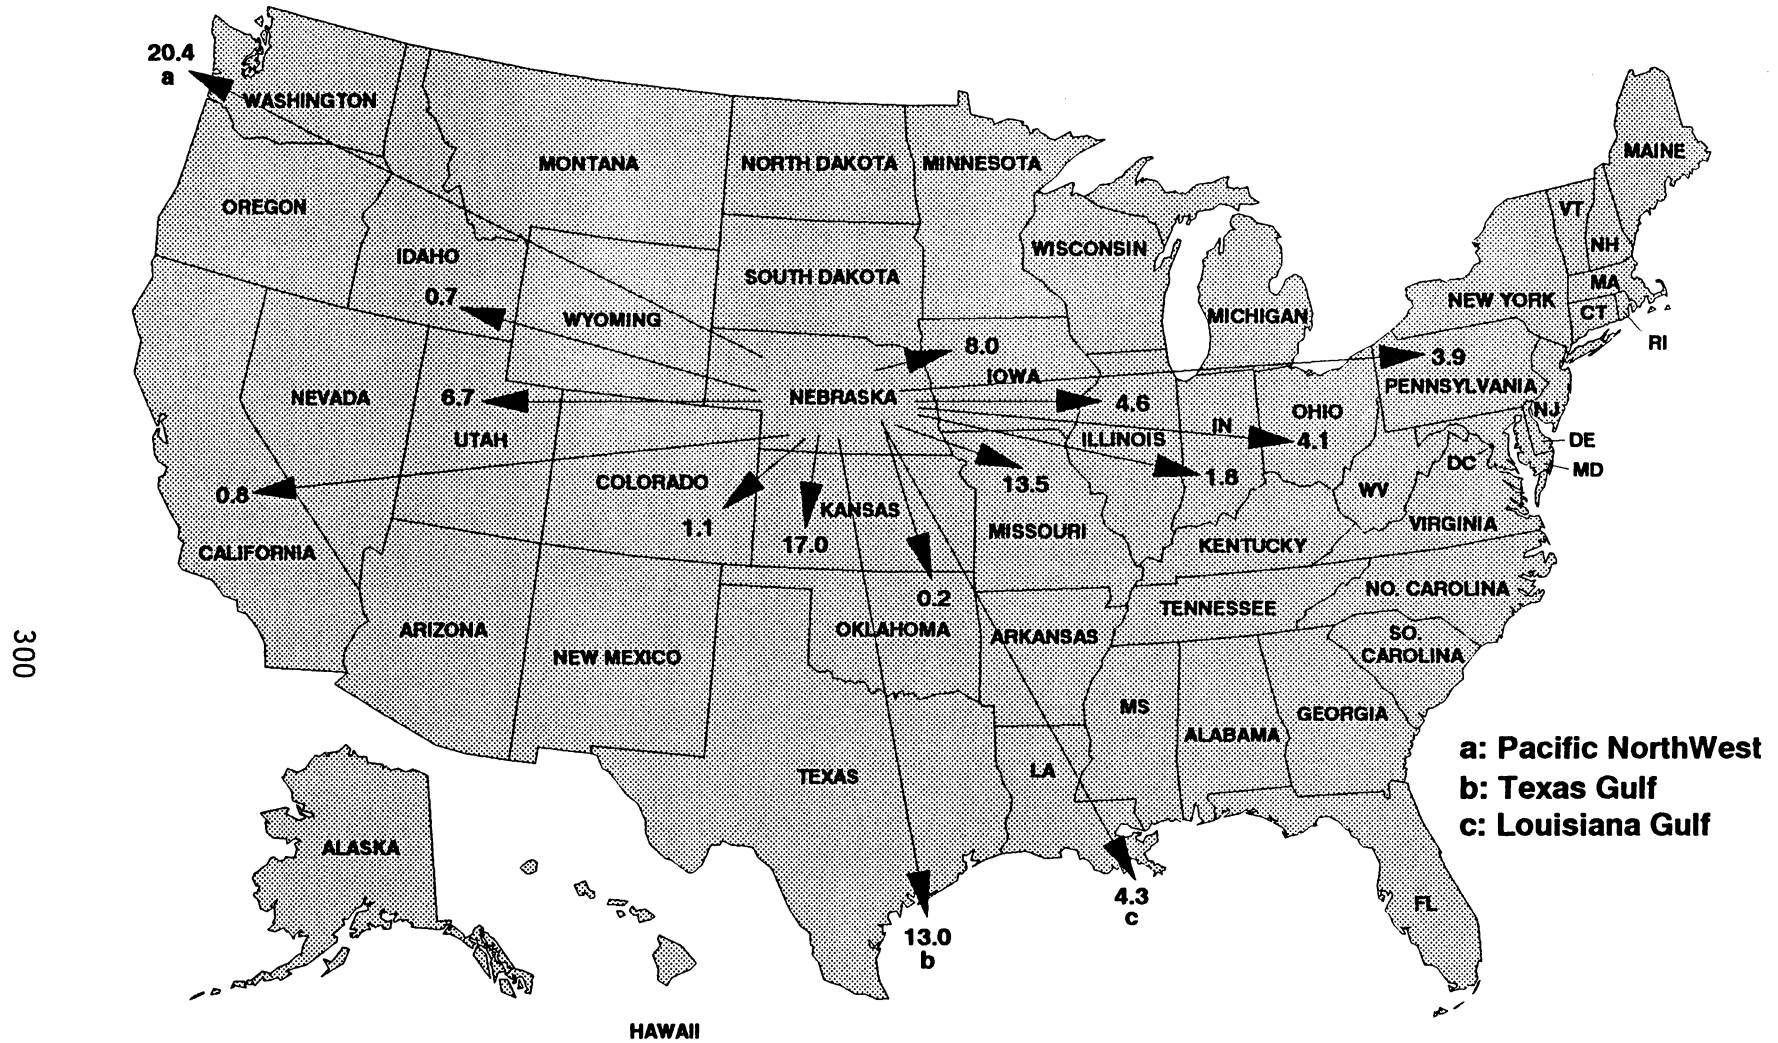 20.4
a
WASHINGTON
MONTANA
NORTH DAKOTA
MINNESOTA
MAINE
OREGON
VT
IDAHO
WISCONSIN
NH
SOUTH DAKOTA
MA
0.7
NEW YORK
WYOMING
MICHIGAN
CT
RI
8.0
3.9
IOWA
PENNSYLVANIA
NEVADA
6.7
NEBRASKA
4.6
OHIO
NJ
IN
UTAH
ILLINOIS
4.1
DE
DC
MD
COLORADO
1.8
0.8
13.5
WV
KANSAS
1.1
VIRGINIA
MISSOURI
17.0
KENTUCKY
CALIFORNIA
0.2
NO. CAROLINA
TENNESSEE
ARIZONA
OKLAHOMA
ARKANSAS
SO.
CAROLINA
300
NEW MEXICO
MS
GEORGIA
ALABAMA
a: Pacific NorthWest
LA
TEXAS
b: Texas Gulf
c: Louisiana Gulf
ALASKA
4.3
c
FL
13.0
b
HAWAII